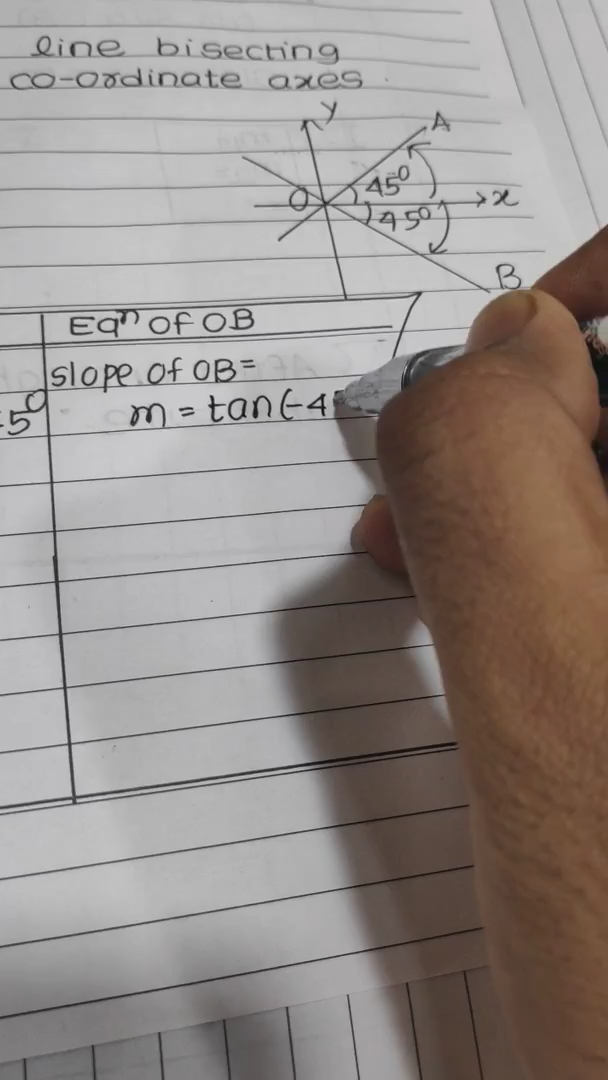 line bisecting
co-ordinate axes.
y
A
45°
O
x
45°
B
Eqⁿ of OB
slope of OB=
5°
m = tan(-4